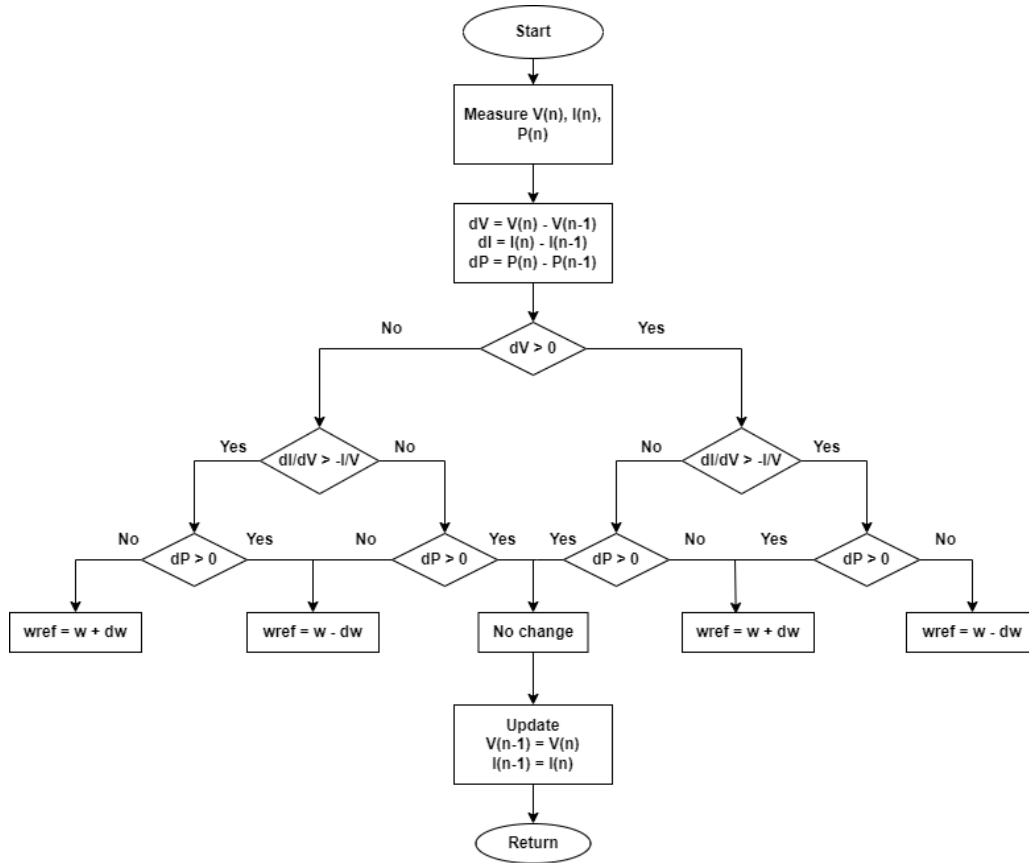 Start
Measure V(n), I(n),
P(n)
dV = V(n) - V(n-1)
dI = I(n) - I(n-1)
dP = P(n) - P(n-1)
No
Yes
dV > 0
Yes
dI/dV > -I/V
No
No
dI/dV > -I/V
Yes
No
dP > 0
Yes
No
dP > 0
Yes
Yes
dP > 0
No
Yes
dP > 0
No
wref = w + dw
wref = w - dw
No change
wref = w + dw
wref = w - dw
Update
V(n-1) = V(n)
I(n-1) = I(n)
Return